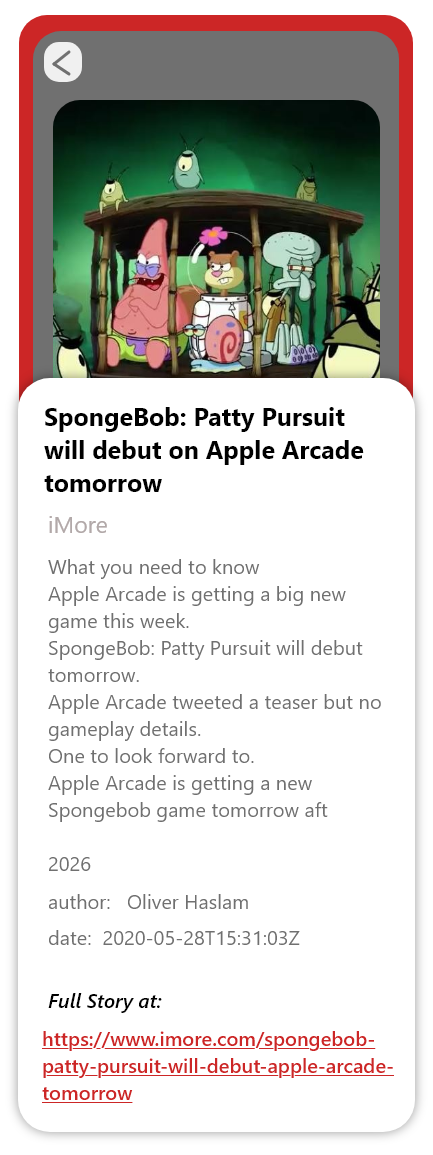 SpongeBob: Patty Pursuit
will debut on Apple Arcade
tomorrow
iMore
What you need to know
Apple Arcade is getting a big new
game this week.
SpongeBob: Patty Pursuit will debut
tomorrow.
Apple Arcade tweeted a teaser but no
gameplay details.
One to look forward to.
Apple Arcade is getting a new
Spongebob game tomorrow aft
2026
author: Oliver Haslam
date: 2020-05-28T15:31:03Z
Full Story at:
https://www.imore.com/spongebob-
patty-pursuit-will-debut-apple-arcade-
tomorrow